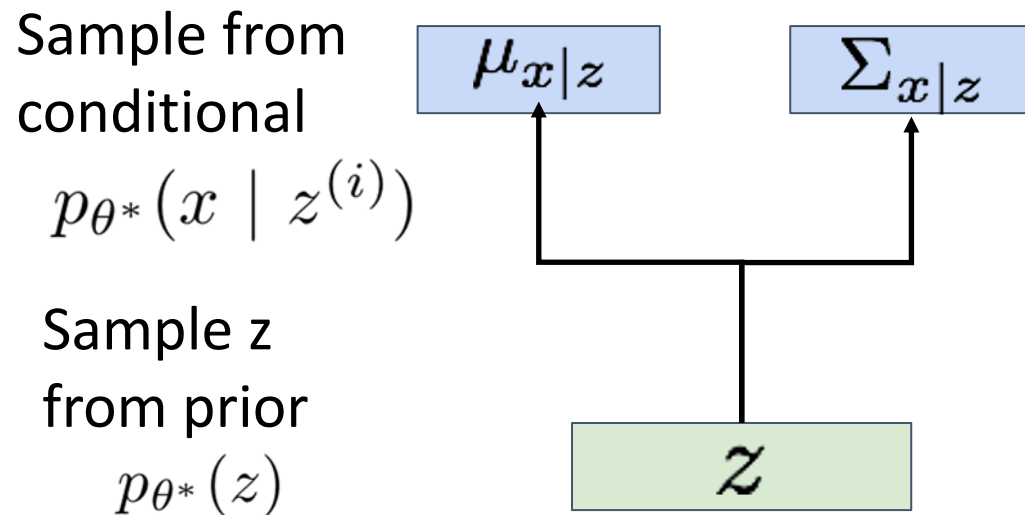 Sample from
conditional
$p_{\theta^*}(x \mid z^{(i)})$
$\mu_{x|z}$
$\Sigma_{x|z}$
Sample z
from prior
$p_{\theta^*}(z)$
$z$